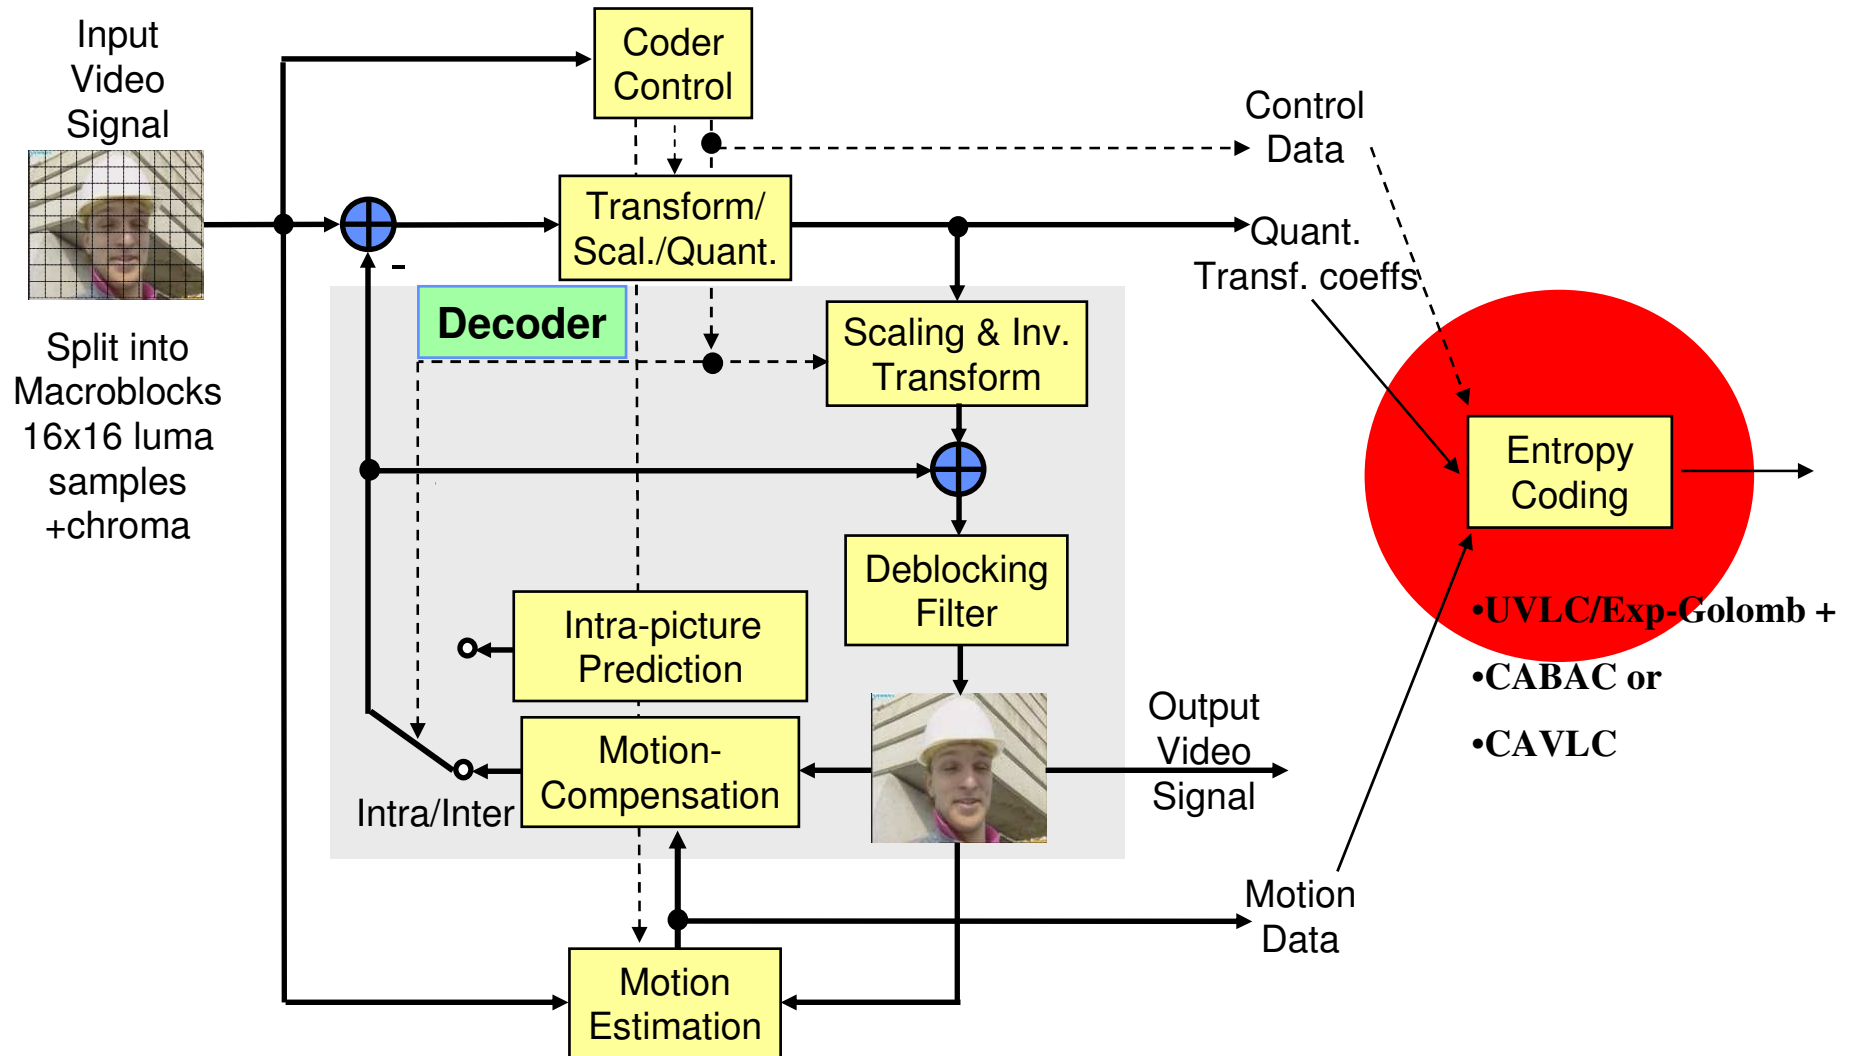 Input
Video
Signal
Split into
Macroblocks
16x16 luma
samples
+chroma
Coder
Control
Transform/
Scal./Quant.
-
Decoder
Scaling & Inv.
Transform
Deblocking
Filter
Intra-picture
Prediction
Motion-
Compensation
Intra/Inter
Motion
Estimation
Control
Data
Quant.
Transf. coeffs
Entropy
Coding
•UVLC/Exp-Golomb +
•CABAC or
•CAVLC
Output
Video
Signal
Motion
Data